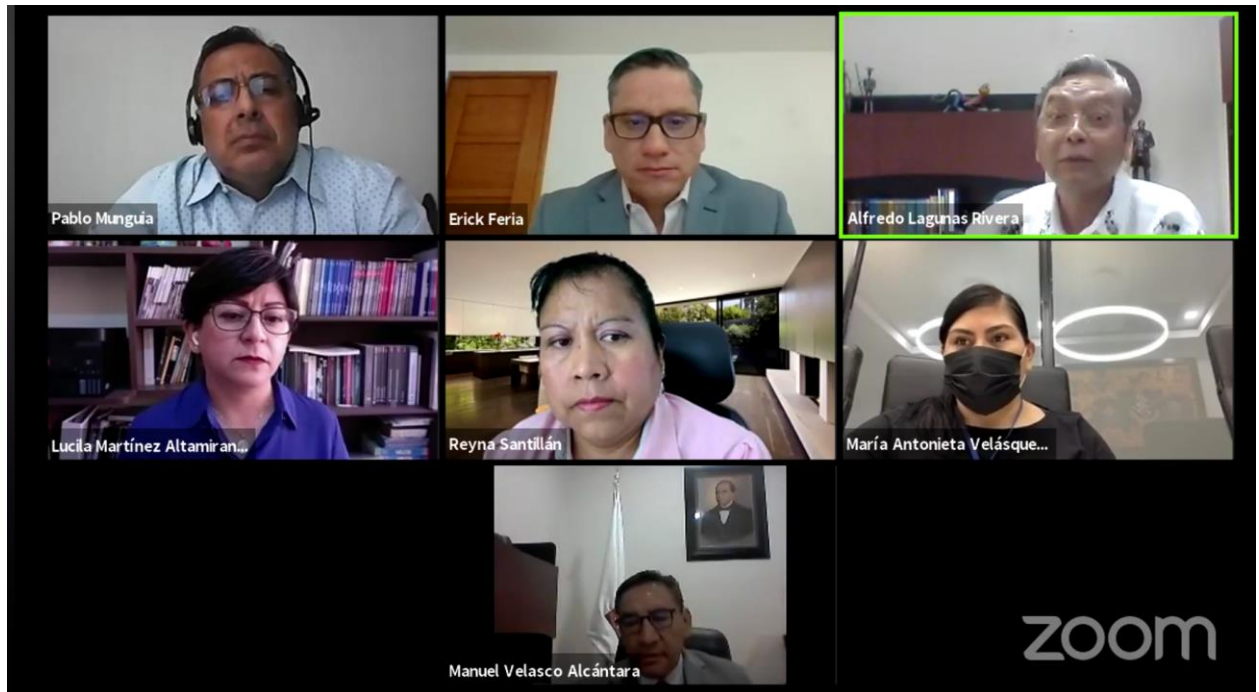 Pablo Munguia
Erick Feria
Alfredo Lagunas Rivera
Lucila Martínez Altamiran...
Reyna Santillán
María Antonieta Velásque...
Manuel Velasco Alcántara
zoom